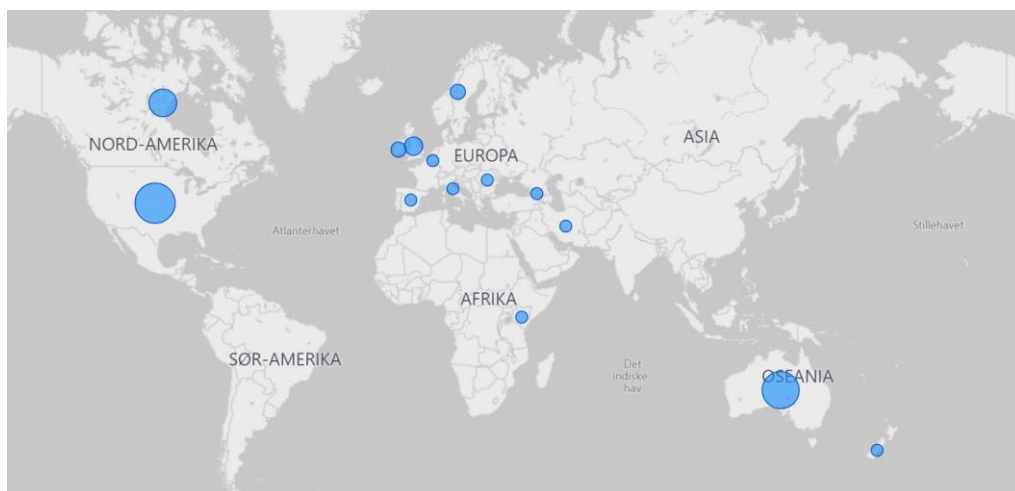 NORD-AMERIKA
EUROPA
ASIA
Atlanterhavet
Stillehavet
AFRIKA
SØR-AMERIKA
Det
indiske
hav
OSEANIA